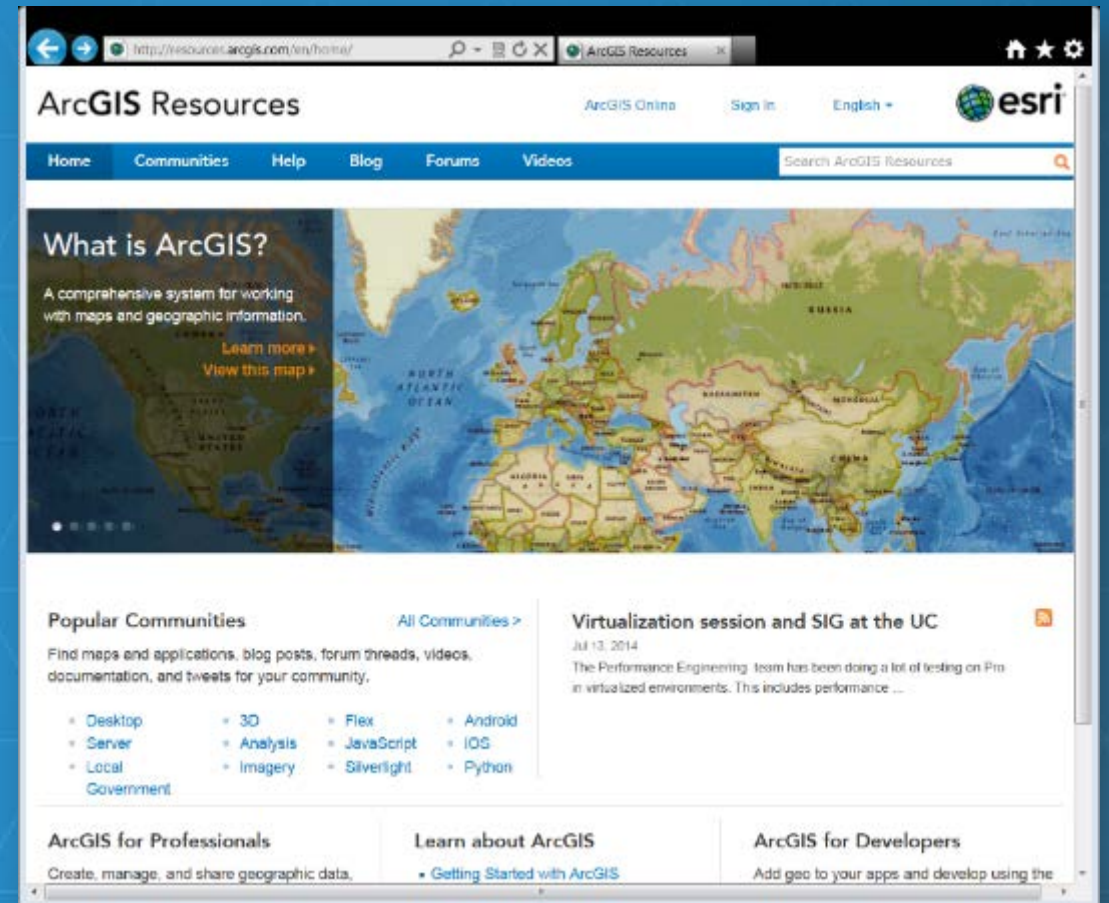 http://resources.arcgis.com/en/home/
ArcGIS Resources
ArcGIS Resources
ArcGIS Online
Sign In
English
esri
Home
Communities
Help
Blog
Forums
Videos
Search ArcGIS Resources
What is ArcGIS?
A comprehensive system for working
with maps and geographic information.
Learn more
View this map
NORTH
ATLANTIC
OCEAN
RUSSIA
KAZAKHSTAN
MONGOLIA
CHINA
INDIA
ALGERIA
UNITED
STATES
Popular Communities
All Communities >
Find maps and applications, blog posts, forum threads, videos,
documentation, and tweets for your community.
Desktop
Server
Local
Government
3D
Analysis
Imagery
Flex
JavaScript
Silverlight
Android
iOS
Python
Virtualization session and SIG at the UC
Jul 13, 2014
The Performance Engineering team has been doing a lot of testing on Pro
in virtualized environments. This includes performance ...
ArcGIS for Professionals
Create, manage, and share geographic data,
Learn about ArcGIS
Getting Started with ArcGIS
ArcGIS for Developers
Add geo to your apps and develop using the